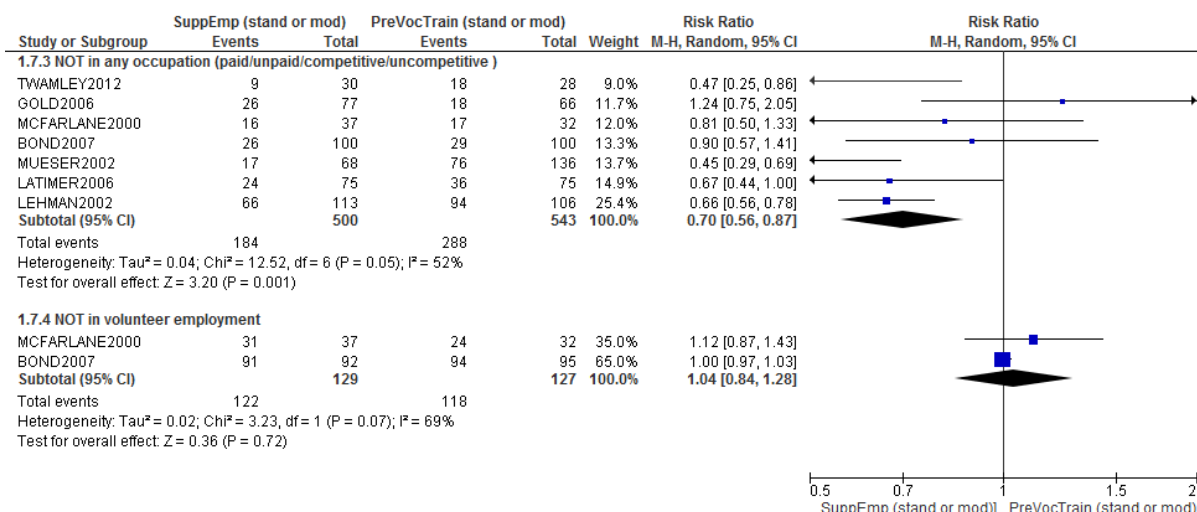 SuppEmp (stand or mod) PreVocTrain (stand or mod) Risk Ratio Risk Ratio
Study or Subgroup Events Total Events Total Weight M-H, Random, 95% CI M-H, Random, 95% CI
1.7.3 NOT in any occupation (paid/unpaid/competitive/uncompetitive )
TWAMLEY2012 9 30 18 28 9.0% 0.47 [0.25, 0.86]
GOLD2006 26 77 18 66 11.7% 1.24 [0.75, 2.05]
MCFARLANE2000 16 37 17 32 12.0% 0.81 [0.50, 1.33]
BOND2007 26 100 29 100 13.3% 0.90 [0.57, 1.41]
MUESER2002 17 68 76 136 13.7% 0.45 [0.29, 0.69]
LATIMER2006 24 75 36 75 14.9% 0.67 [0.44, 1.00]
LEHMAN2002 66 113 94 106 25.4% 0.66 [0.56, 0.78]
Subtotal (95% CI) 500 543 100.0% 0.70 [0.56, 0.87]
Total events 184 288
Heterogeneity: Tau² = 0.04; Chi² = 12.52, df = 6 (P = 0.05); I² = 52%
Test for overall effect: Z = 3.20 (P = 0.001)
1.7.4 NOT in volunteer employment
MCFARLANE2000 31 37 24 32 35.0% 1.12 [0.87, 1.43]
BOND2007 91 92 94 95 65.0% 1.00 [0.97, 1.03]
Subtotal (95% CI) 129 127 100.0% 1.04 [0.84, 1.28]
Total events 122 118
Heterogeneity: Tau² = 0.02; Chi² = 3.23, df = 1 (P = 0.07); I² = 69%
Test for overall effect: Z = 0.36 (P = 0.72)
0.5 0.7 1 1.5 2
SuppEmp (stand or mod)] PreVocTrain (stand or mod)